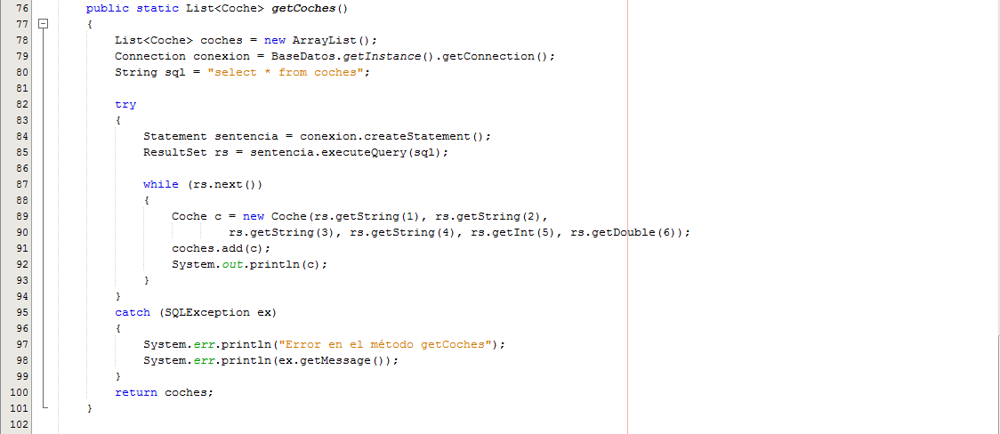 76 public static List<Coche> getCoches()
77 {
78 List<Coche> coches = new ArrayList();
79 Connection conexion = BaseDatos.getInstance().getConnection();
80 String sql = "select * from coches";
81
82 try
83 {
84 Statement sentencia = conexion.createStatement();
85 ResultSet rs = sentencia.executeQuery(sql);
86
87 while (rs.next())
88 {
89 Coche c = new Coche(rs.getString(1), rs.getString(2),
90 rs.getString(3), rs.getString(4), rs.getInt(5), rs.getDouble(6));
91 coches.add(c);
92 System.out.println(c);
93 }
94 }
95 catch (SQLException ex)
96 {
97 System.err.println("Error en el método getCoches");
98 System.err.println(ex.getMessage());
99 }
100 return coches;
101 }
102